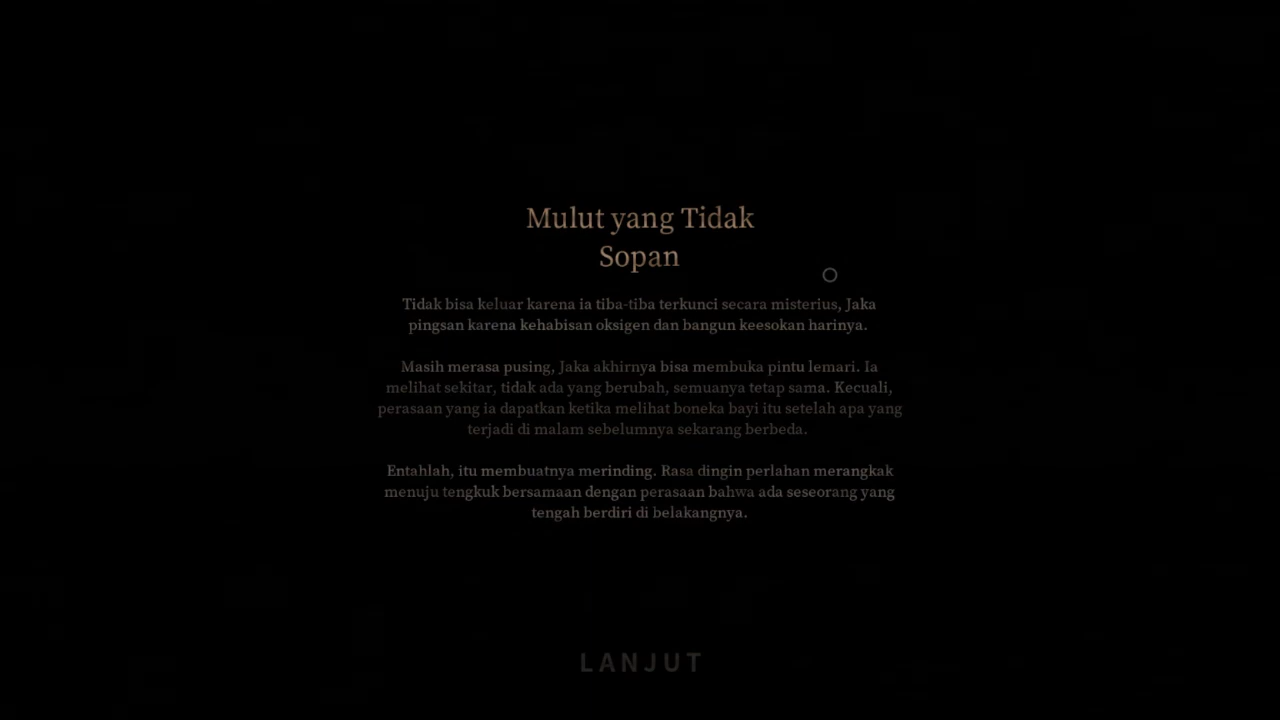 Mulut yang Tidak
Sopan
Tidak bisa keluar karena ia tiba-tiba terkunci secara misterius, Jaka
pingsan karena kehabisan oksigen dan bangun keesokan harinya.
Masih merasa pusing, Jaka akhirnya bisa membuka pintu lemari. Ia
melihat sekitar, tidak ada yang berubah, semuanya tetap sama. Kecuali,
perasaan yang ia dapatkan ketika melihat boneka bayi itu setelah apa yang
terjadi di malam sebelumnya sekarang berbeda.
Entahlah, itu membuatnya merinding. Rasa dingin perlahan merangkak
menuju tengkuk bersamaan dengan perasaan bahwa ada seseorang yang
tengah berdiri di belakangnya.
LANJUT